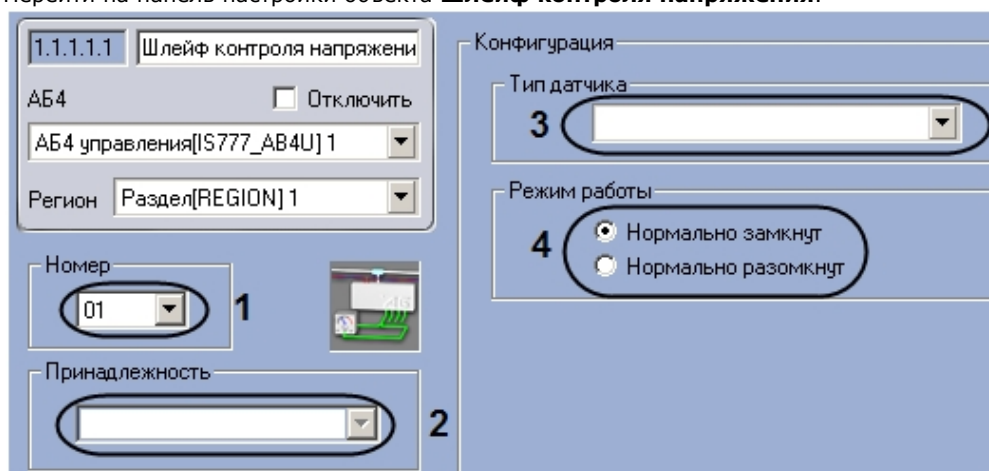 Перейти на панель настройки объекта Шлейф контроля напряжения.
1.1.1.1.1 Шлейф контроля напряжени
АБ4 Отключить
АБ4 управления[IS777_AB4U] 1
Регион Раздел[REGION] 1
Номер
01 1
Принадлежность
2
Конфигурация
Тип датчика
3
Режим работы
4 Нормально замкнут
Нормально разомкнут